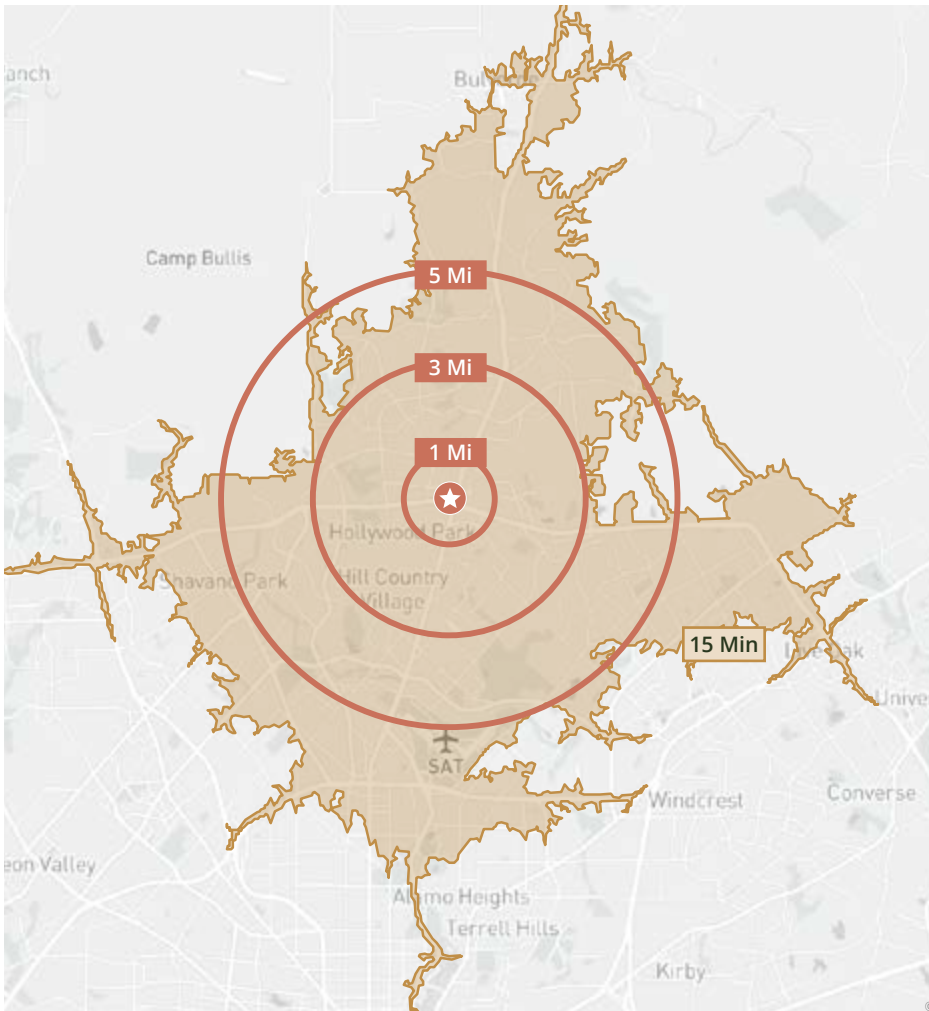 anch
Bulverde
Camp Bullis
5 Mi
3 Mi
1 Mi
Hollywood Park
Shavano Park
Hill Country
Village
15 Min
Live Oak
Unive
SAT
Windcrest
Converse
eon Valley
Alamo Heights
Terrell Hills
Kirby
©